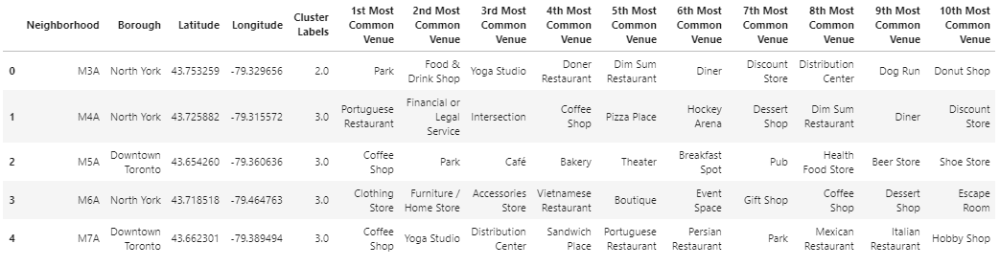 Neighborhood Borough Latitude Longitude Cluster Labels 1st Most Common Venue 2nd Most Common Venue 3rd Most Common Venue 4th Most Common Venue 5th Most Common Venue 6th Most Common Venue 7th Most Common Venue 8th Most Common Venue 9th Most Common Venue 10th Most Common Venue
0 M3A North York 43.753259 -79.329656 2.0 Park Food & Drink Shop Yoga Studio Doner Restaurant Dim Sum Restaurant Diner Discount Store Distribution Center Dog Run Donut Shop
1 M4A North York 43.725882 -79.315572 3.0 Portuguese Restaurant Financial or Legal Service Intersection Coffee Shop Pizza Place Hockey Arena Dessert Shop Dim Sum Restaurant Diner Discount Store
2 M5A Downtown Toronto 43.654260 -79.360636 3.0 Coffee Shop Park Café Bakery Theater Breakfast Spot Pub Health Food Store Beer Store Shoe Store
3 M6A North York 43.718518 -79.464763 3.0 Clothing Store Furniture / Home Store Accessories Store Vietnamese Restaurant Boutique Event Space Gift Shop Coffee Shop Dessert Shop Escape Room
4 M7A Downtown Toronto 43.662301 -79.389494 3.0 Coffee Shop Yoga Studio Distribution Center Sandwich Place Portuguese Restaurant Persian Restaurant Park Mexican Restaurant Italian Restaurant Hobby Shop